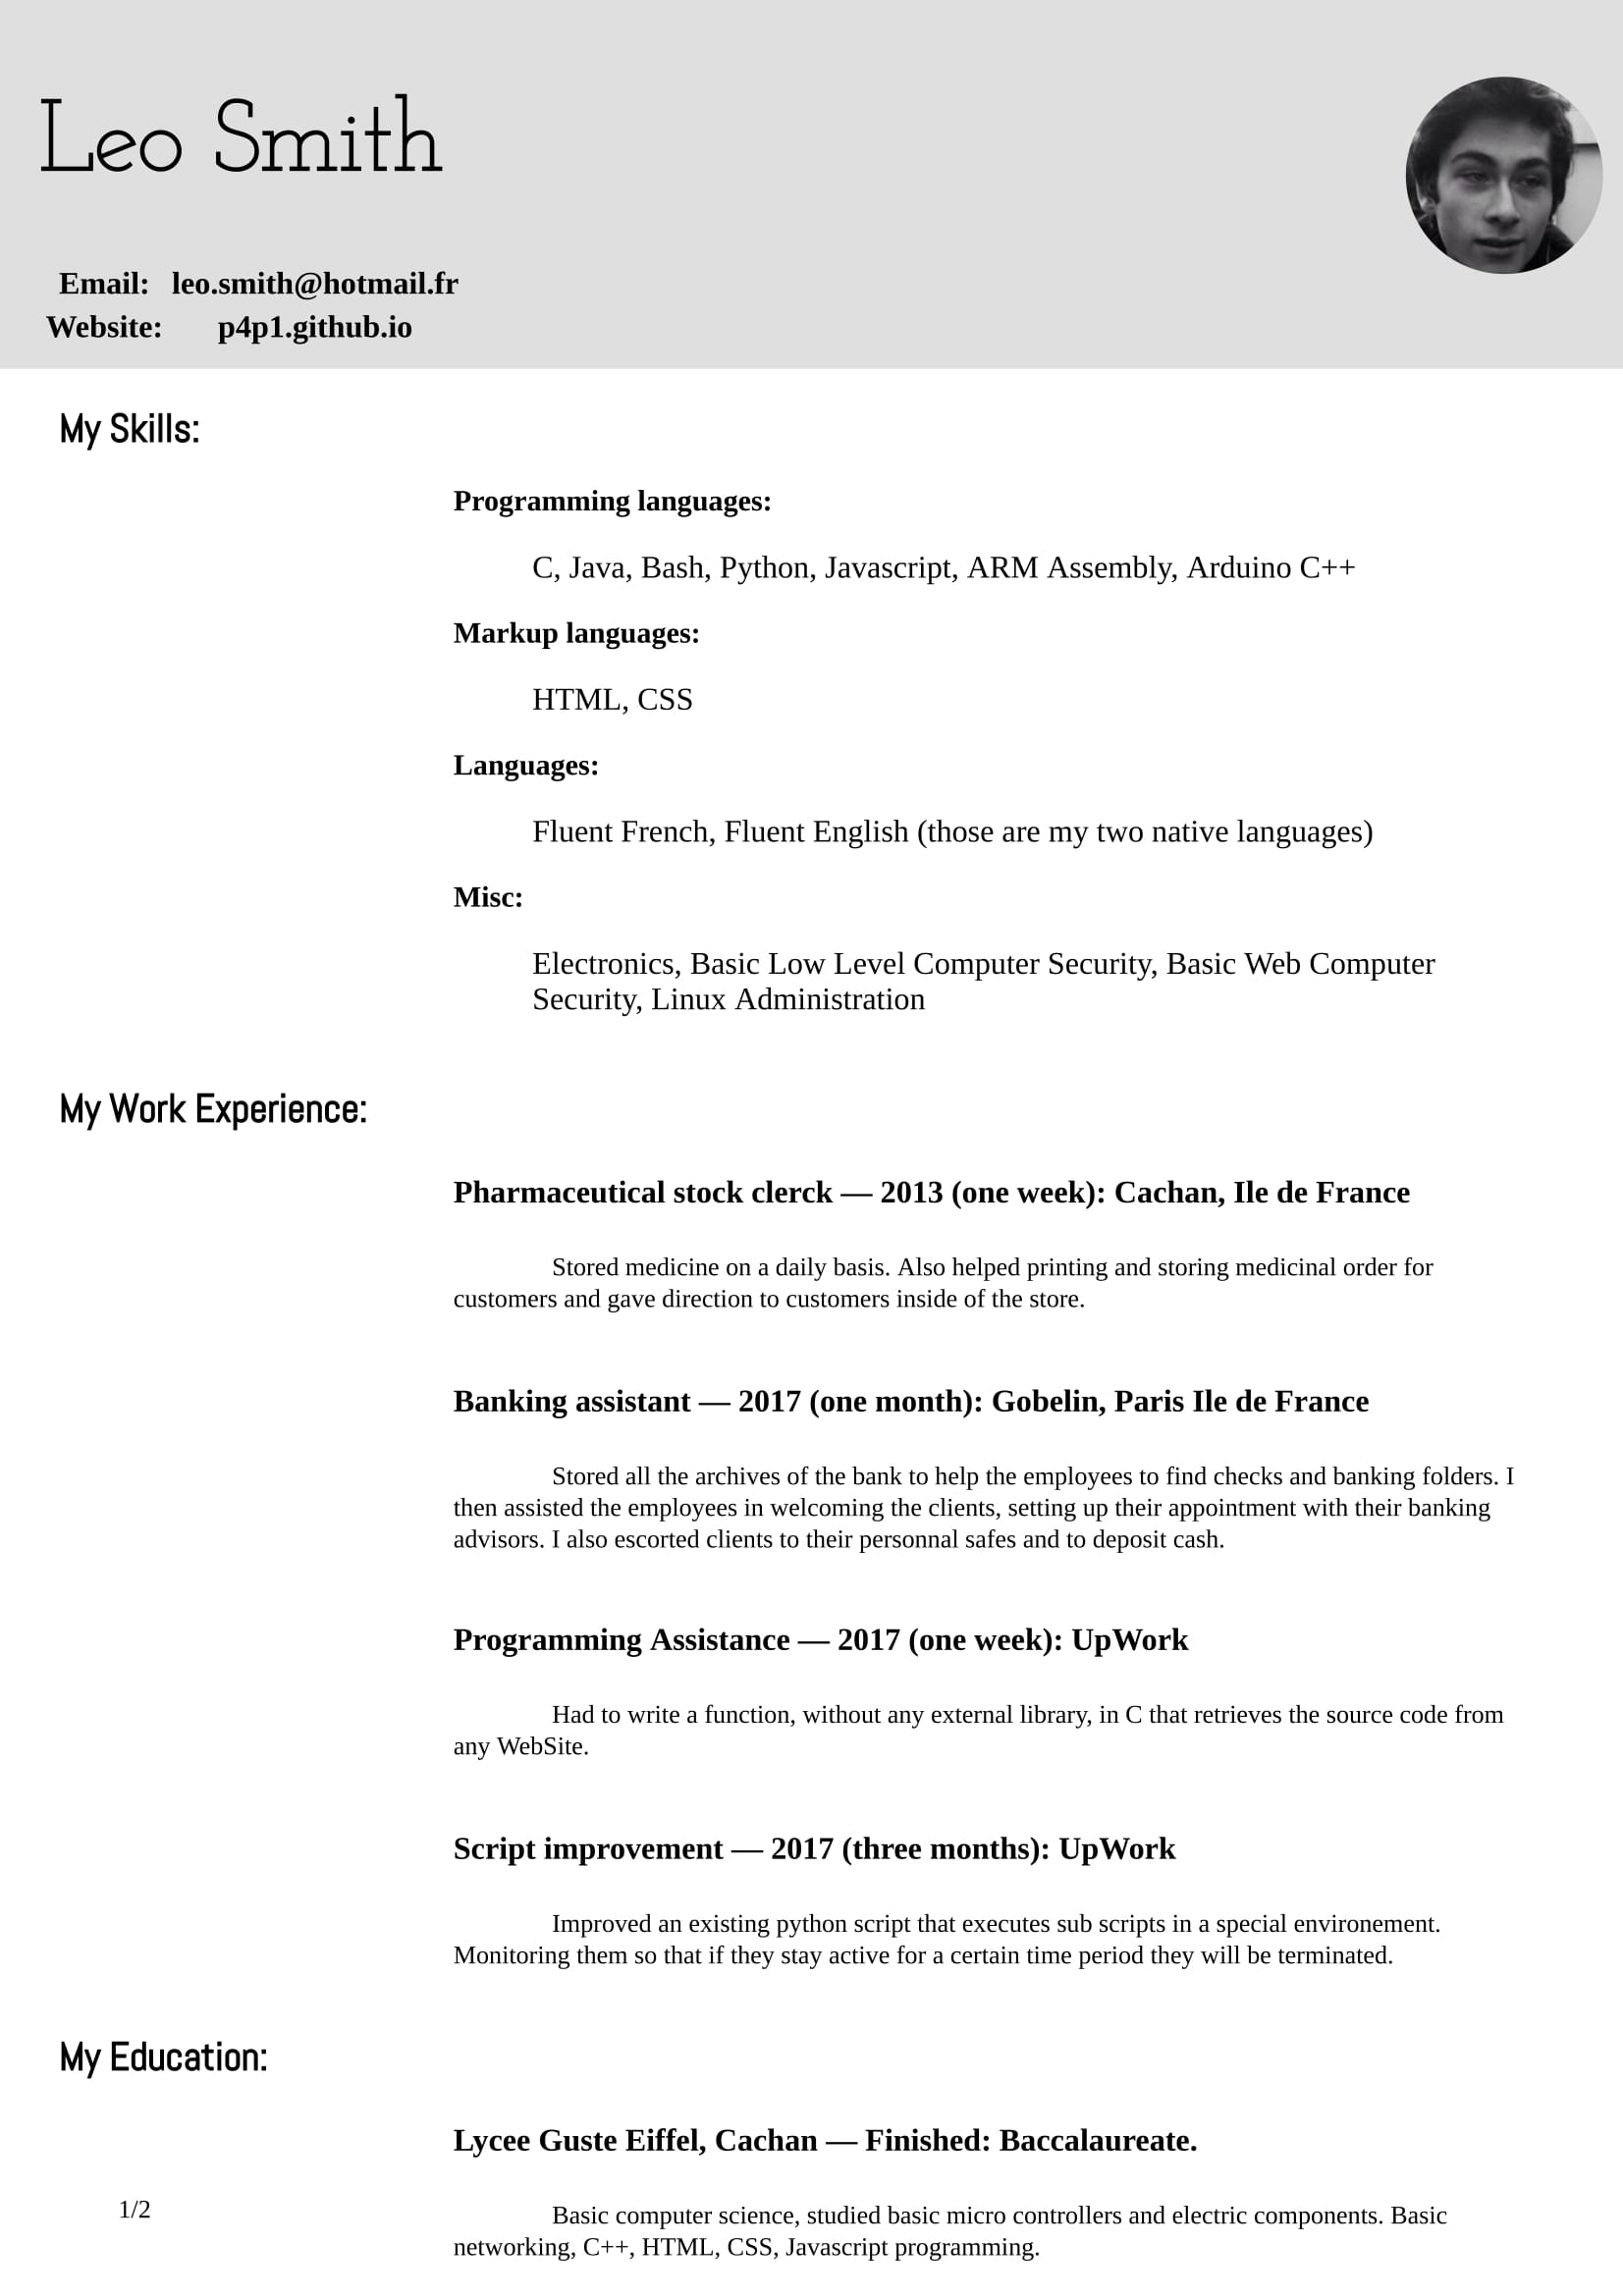 Leo Smith
Email: leo.smith@hotmail.fr
Website: p4p1.github.io
My Skills:
Programming languages:
C, Java, Bash, Python, Javascript, ARM Assembly, Arduino C++
Markup languages:
HTML, CSS
Languages:
Fluent French, Fluent English (those are my two native languages)
Misc:
Electronics, Basic Low Level Computer Security, Basic Web Computer
Security, Linux Administration
My Work Experience:
Pharmaceutical stock clerck — 2013 (one week): Cachan, Ile de France
Stored medicine on a daily basis. Also helped printing and storing medicinal order for
customers and gave direction to customers inside of the store.
Banking assistant — 2017 (one month): Gobelin, Paris Ile de France
Stored all the archives of the bank to help the employees to find checks and banking folders. I
then assisted the employees in welcoming the clients, setting up their appointment with their banking
advisors. I also escorted clients to their personnal safes and to deposit cash.
Programming Assistance — 2017 (one week): UpWork
Had to write a function, without any external library, in C that retrieves the source code from
any WebSite.
Script improvement — 2017 (three months): UpWork
Improved an existing python script that executes sub scripts in a special environement.
Monitoring them so that if they stay active for a certain time period they will be terminated.
My Education:
Lycee Guste Eiffel, Cachan — Finished: Baccalaureate.
Basic computer science, studied basic micro controllers and electric components. Basic
networking, C++, HTML, CSS, Javascript programming.
1/2